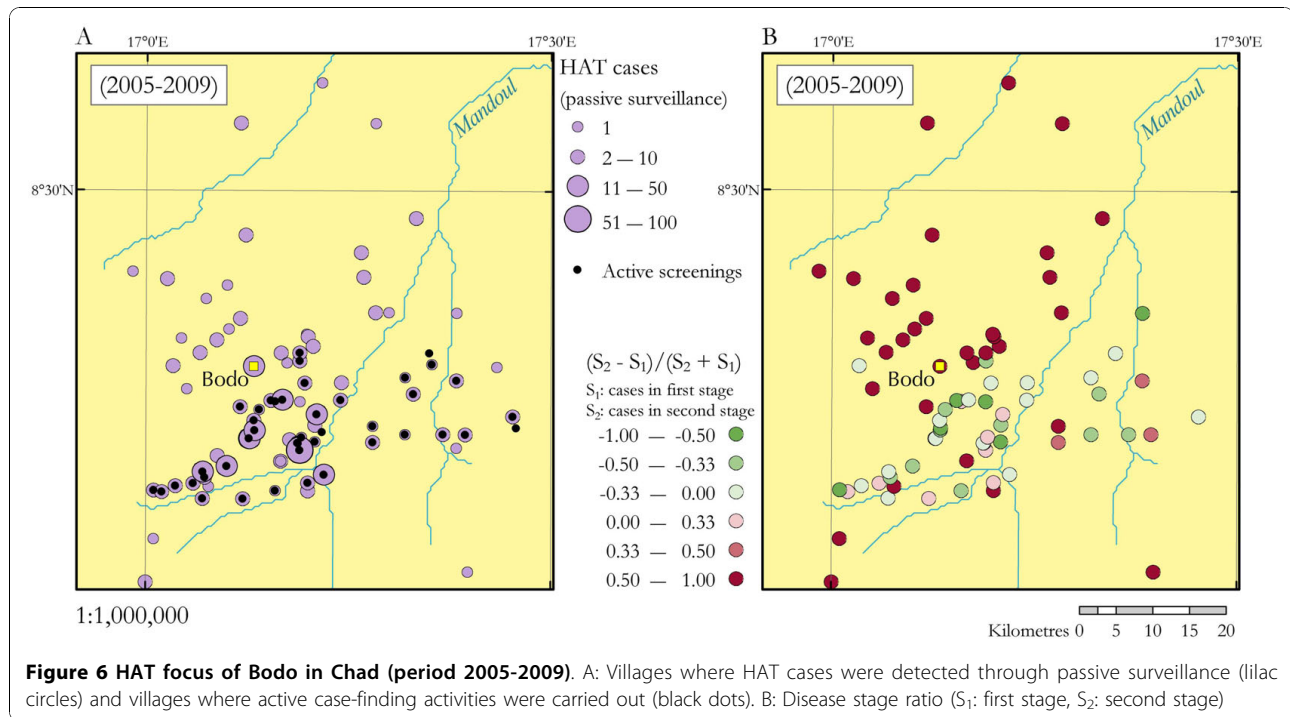 A
17°0'E
17°30'E
(2005-2009)
Mandoul
8°30'N
Bodo
1:1,000,000
HAT cases
(passive surveillance)
1
2 — 10
11 — 50
51 — 100
Active screenings
(S₂ - S₁)/(S₂ + S₁)
S₁: cases in first stage
S₂: cases in second stage
-1.00 — -0.50
-0.50 — -0.33
-0.33 — 0.00
0.00 — 0.33
0.33 — 0.50
0.50 — 1.00
B
17°0'E
17°30'E
(2005-2009)
Mandoul
8°30'N
Bodo
Kilometres 0 5 10 15 20
Figure 6 HAT focus of Bodo in Chad (period 2005-2009). A: Villages where HAT cases were detected through passive surveillance (lilac
circles) and villages where active case-finding activities were carried out (black dots). B: Disease stage ratio (S₁: first stage, S₂: second stage)